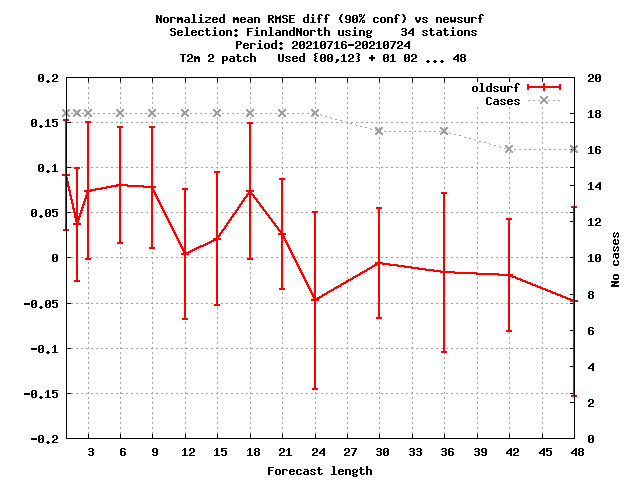 Normalized mean RMSE diff (90% conf) vs newsurf
Selection: FinlandNorth using    34 stations
Period: 20210716-20210724
T2m 2 patch   Used {00,12} + 01 02 ... 48
oldsurf
Cases
0.2
0.15
0.1
0.05
0
-0.05
-0.1
-0.15
-0.2
20
18
16
14
12
10
8
6
4
2
0
No cases
3 6 9 12 15 18 21 24 27 30 33 36 39 42 45 48
Forecast length